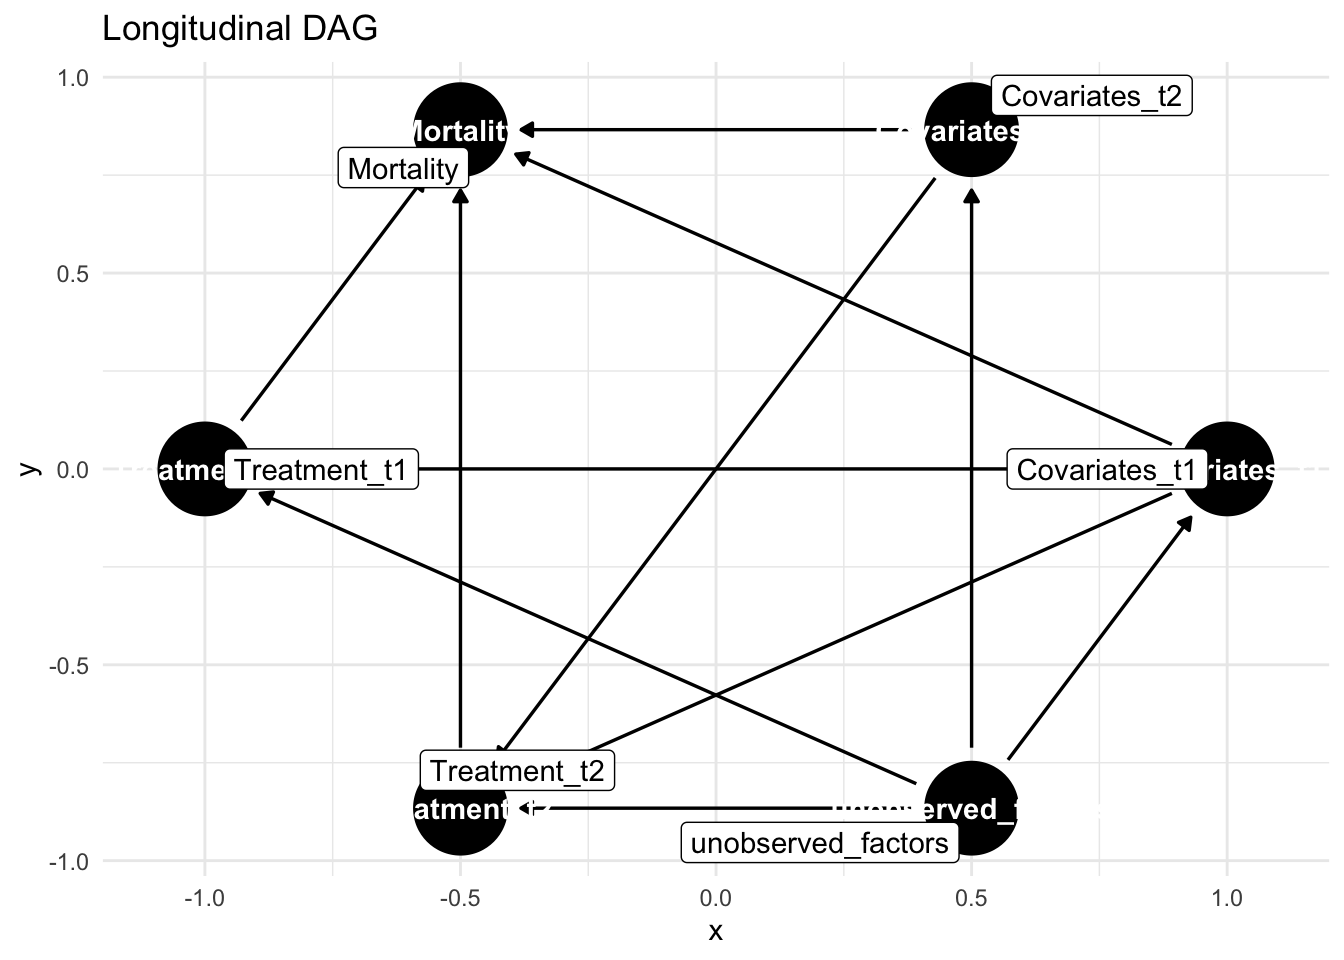 Longitudinal DAG
1.0
Covariates_t2
Mortality
variates
Mortality
0.5
y
0.0
atme
Treatment_t1
Covariates_t1
riates
-0.5
Treatment_t2
atment_t2
unobserved_f
unobserved_factors
-1.0
-1.0
-0.5
0.0
0.5
1.0
x